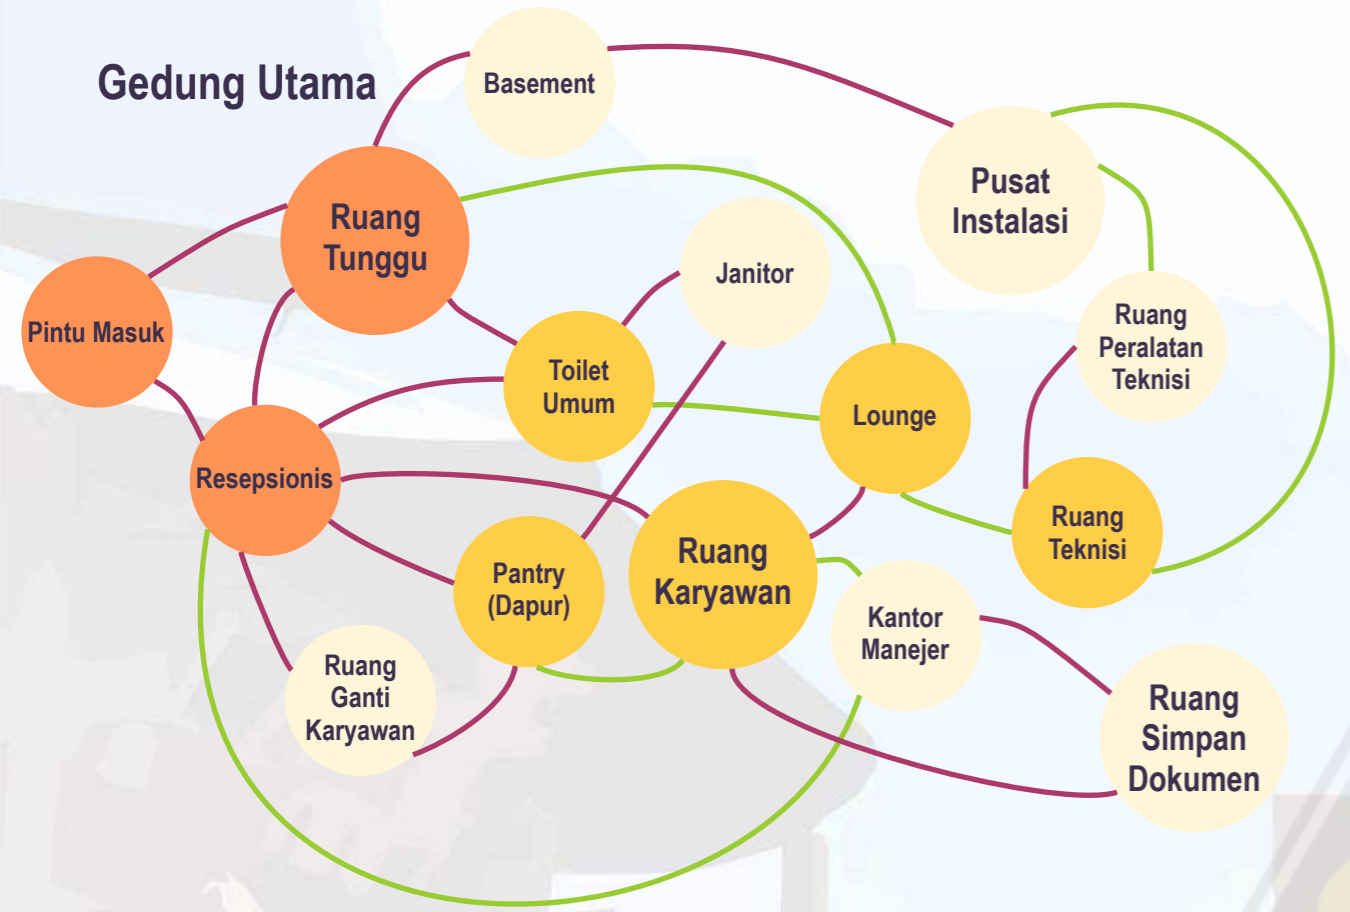 Gedung Utama
Basement
Pusat
Instalasi
Ruang
Tunggu
Janitor
Pintu Masuk
Ruang
Peralatan
Teknisi
Toilet
Umum
Lounge
Resepsionis
Ruang
Teknisi
Pantry
(Dapur)
Ruang
Karyawan
Kantor
Manejer
Ruang
Ganti
Karyawan
Ruang
Simpan
Dokumen